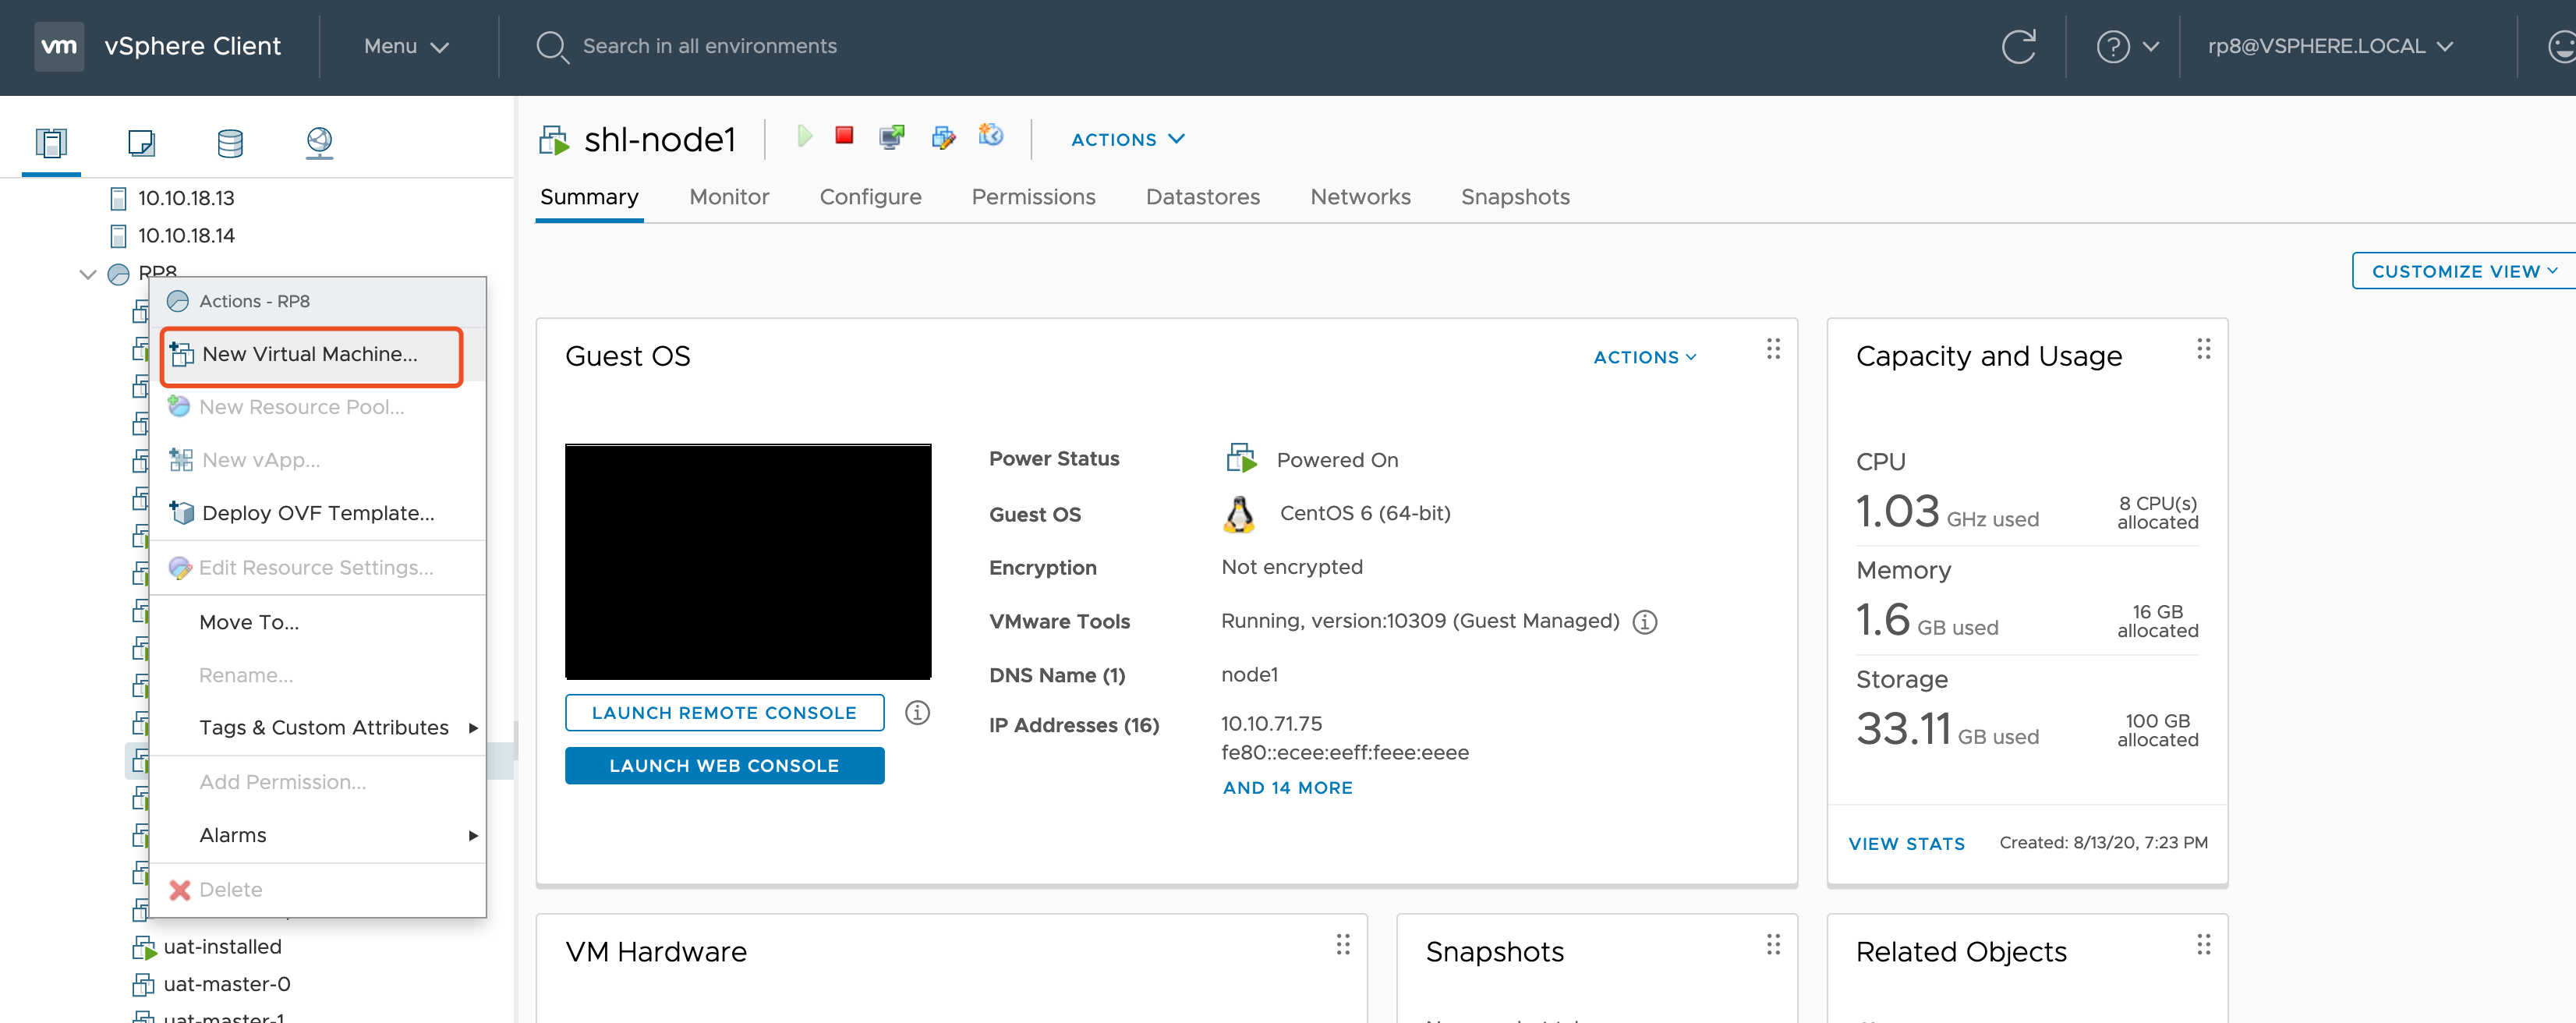 vm vSphere Client Menu Search in all environments rp8@VSPHERE.LOCAL
10.10.18.13
10.10.18.14
RP8
Actions - RP8
New Virtual Machine...
New Resource Pool...
New vApp...
Deploy OVF Template...
Edit Resource Settings...
Move To...
Rename...
Tags & Custom Attributes
Add Permission...
Alarms
Delete
uat-installed
uat-master-0
uat-master-1
shl-node1 ACTIONS
Summary Monitor Configure Permissions Datastores Networks Snapshots
CUSTOMIZE VIEW
Guest OS ACTIONS
LAUNCH REMOTE CONSOLE
LAUNCH WEB CONSOLE
Power Status Powered On
Guest OS CentOS 6 (64-bit)
Encryption Not encrypted
VMware Tools Running, version:10309 (Guest Managed)
DNS Name (1) node1
IP Addresses (16) 10.10.71.75
fe80::ecee:eeff:feee:eeee
AND 14 MORE
Capacity and Usage
CPU
1.03 GHz used 8 CPU(s)
allocated
Memory
1.6 GB used 16 GB
allocated
Storage
33.11 GB used 100 GB
allocated
VIEW STATS Created: 8/13/20, 7:23 PM
VM Hardware
Snapshots
Related Objects